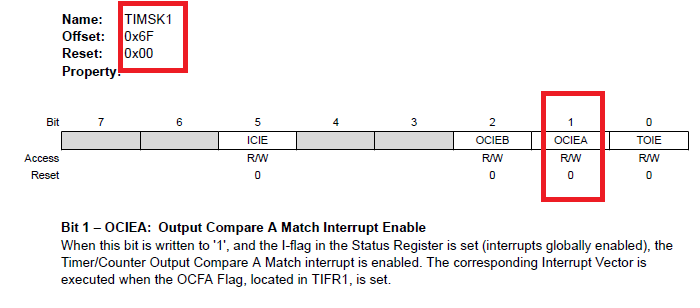 Name: TIMSK1
Offset: 0x6F
Reset: 0x00
Property:
Bit 7 6 5 4 3 2 1 0
ICIE OCIEB OCIEA TOIE
Access R/W R/W R/W R/W
Reset 0 0 0 0
Bit 1 – OCIEA: Output Compare A Match Interrupt Enable
When this bit is written to '1', and the I-flag in the Status Register is set (interrupts globally enabled), the
Timer/Counter Output Compare A Match interrupt is enabled. The corresponding Interrupt Vector is
executed when the OCFA Flag, located in TIFR1, is set.